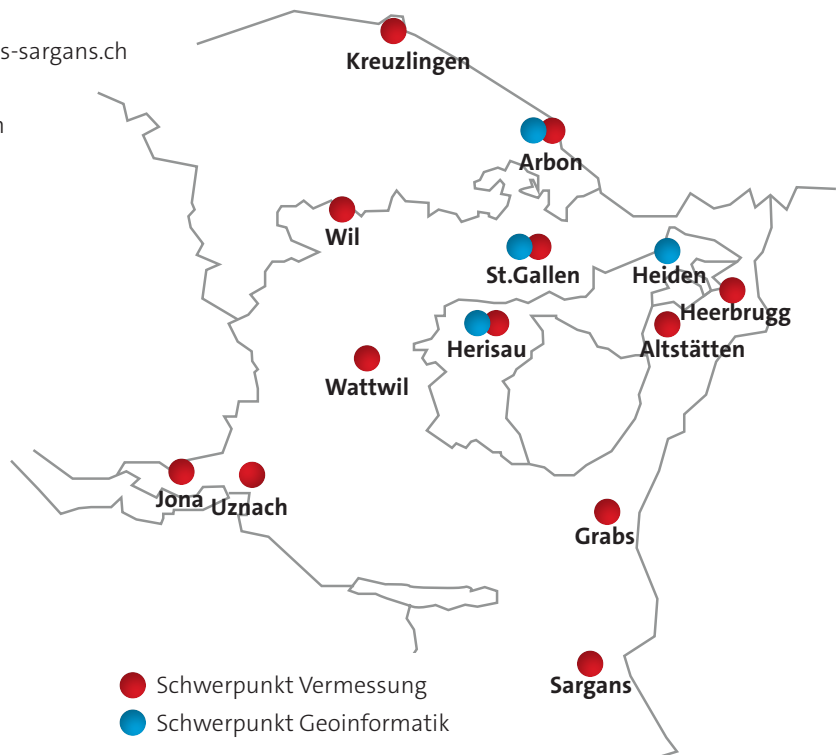 s-sargans.ch
Kreuzlingen
Arbon
Wil
St.Gallen
Heiden
Heerbrugg
Herisau
Altstätten
Wattwil
Jona
Uznach
Grabs
Sargans
Schwerpunkt Vermessung
Schwerpunkt Geoinformatik